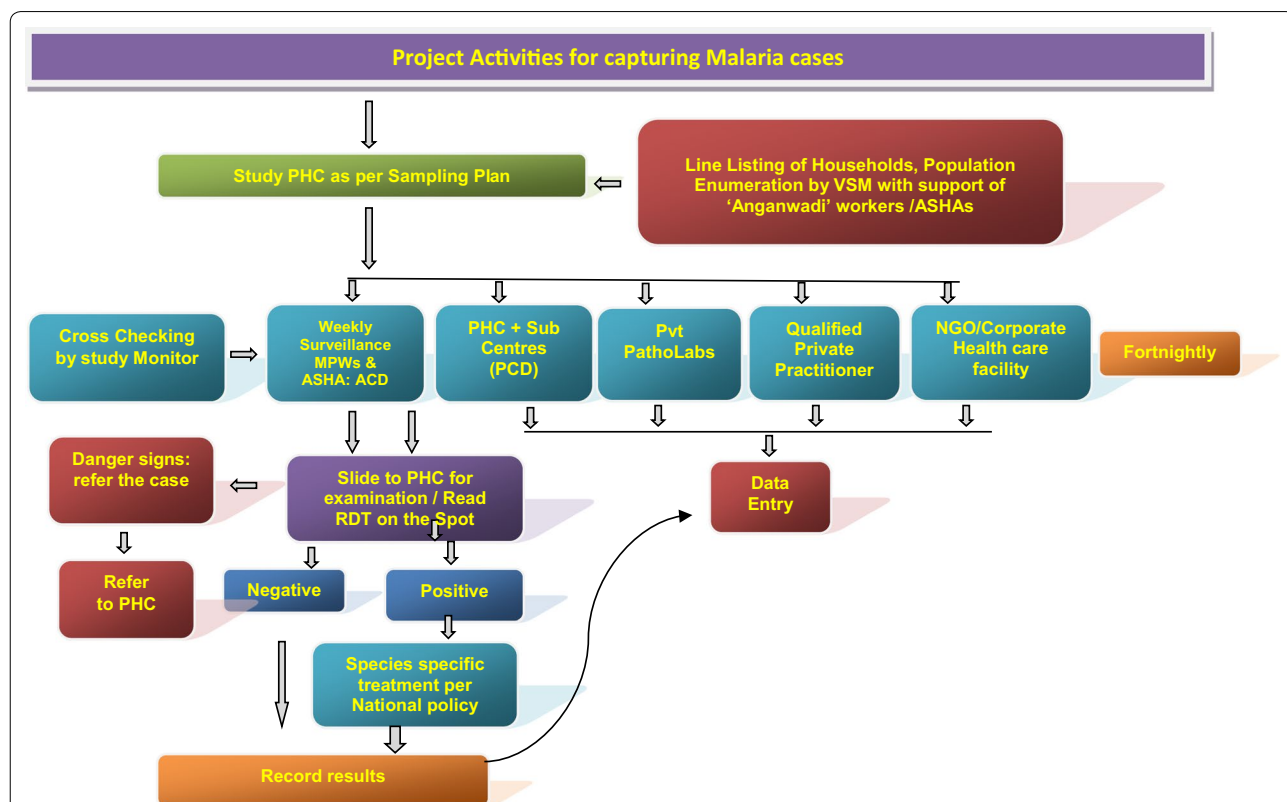 Project Activities for capturing Malaria cases
Study PHC as per Sampling Plan
Line Listing of Households, Population
Enumeration by VSM with support of
‘Anganwadi’ workers /ASHAs
Cross Checking
by study Monitor
Weekly
Surveillance
MPWs &
ASHA: ACD
PHC + Sub
Centres
(PCD)
Pvt
PathoLabs
Qualified
Private
Practitioner
NGO/Corporate
Health care
facility
Fortnightly
Danger signs:
refer the case
Slide to PHC for
examination / Read
RDT on the Spot
Data
Entry
Refer
to PHC
Negative
Positive
Species specific
treatment per
National policy
Record results